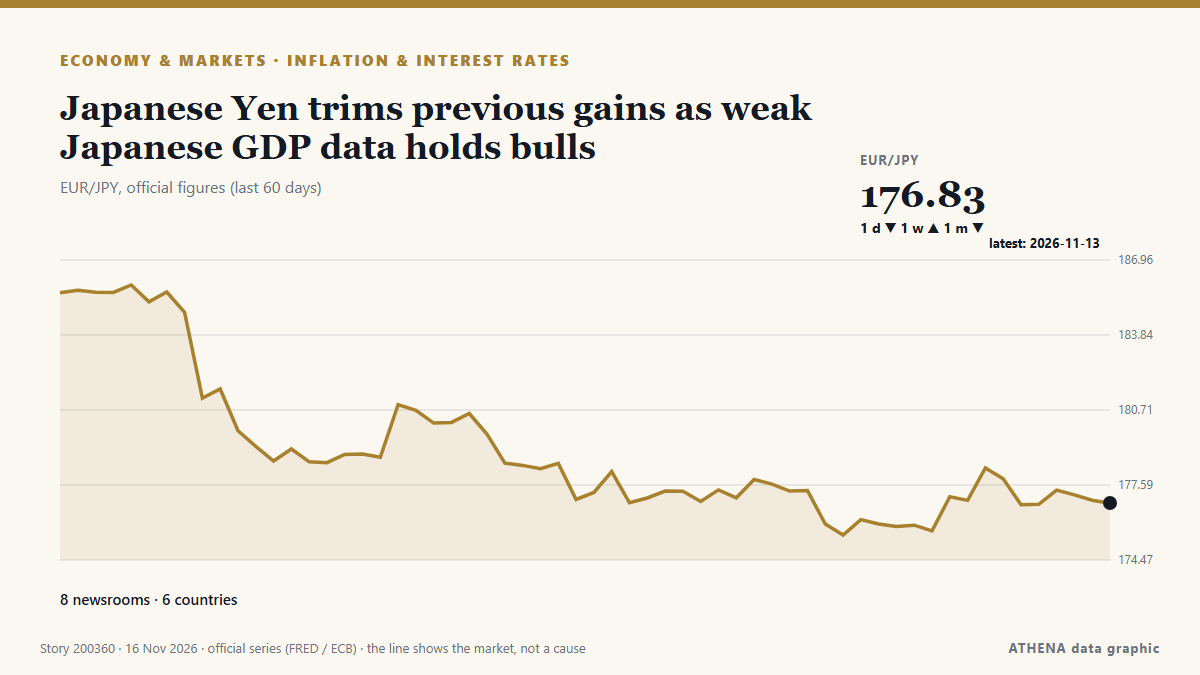 ECONOMY & MARKETS · INFLATION & INTEREST RATES
Japanese Yen trims previous gains as weak
Japanese GDP data holds bulls
EUR/JPY, official figures (last 60 days)
EUR/JPY
176.83
1 d ▼ 1 w ▲ 1 m ▼
latest: 2026-11-13
186.96
183.84
180.71
177.59
174.47
8 newsrooms · 6 countries
Story 200360 · 16 Nov 2026 · official series (FRED / ECB) · the line shows the market, not a cause
ATHENA data graphic